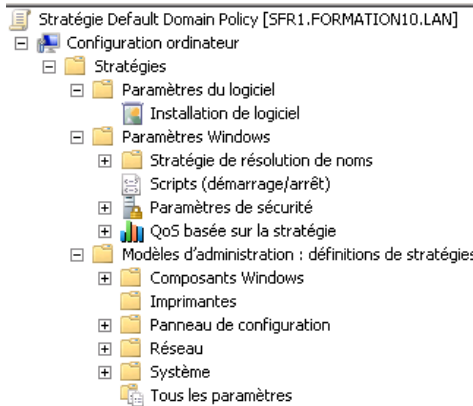 Stratégie Default Domain Policy [SFR1.FORMATION10.LAN]
Configuration ordinateur
Stratégies
Paramètres du logiciel
Installation de logiciel
Paramètres Windows
Stratégie de résolution de noms
Scripts (démarrage/arrêt)
Paramètres de sécurité
QoS basée sur la stratégie
Modèles d'administration : définitions de stratégies
Composants Windows
Imprimantes
Panneau de configuration
Réseau
Système
Tous les paramètres